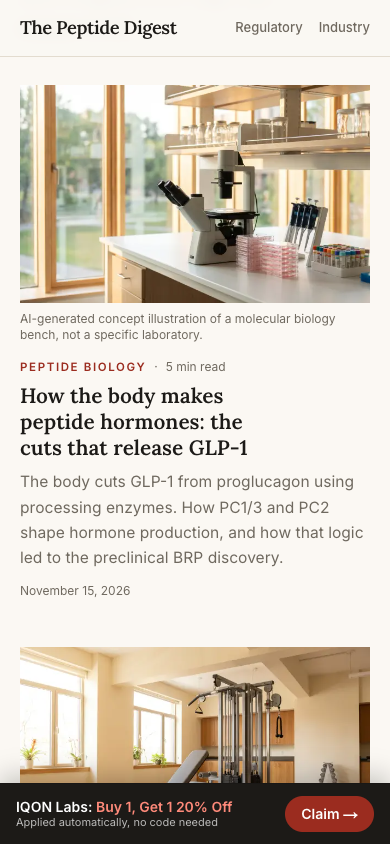 The Peptide Digest
Regulatory Industry
AI-generated concept illustration of a molecular biology
bench, not a specific laboratory.
PEPTIDE BIOLOGY · 5 min read
How the body makes
peptide hormones: the
cuts that release GLP-1
The body cuts GLP-1 from proglucagon using
processing enzymes. How PC1/3 and PC2
shape hormone production, and how that logic
led to the preclinical BRP discovery.
November 15, 2026
IQON Labs: Buy 1, Get 1 20% Off
Applied automatically, no code needed
Claim →